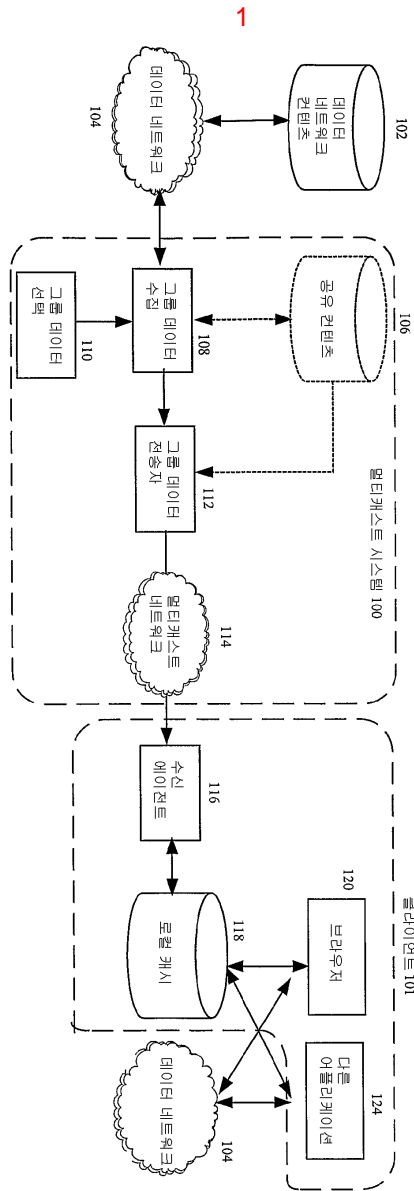 1
데이터
네트워크
컨텐츠
102
데이터 네트워크
104
공유 컨텐츠
106
그룹 데이터
수집
108
그룹 데이터
선택
110
그룹 데이터
전송자
112
멀티캐스트 시스템 100
멀티캐스트
네트워크
114
클라이언트 101
수신
에이전트
116
로컬 캐시
118
브라우저
120
다른
어플리케이션
124
데이터 네트워크
104